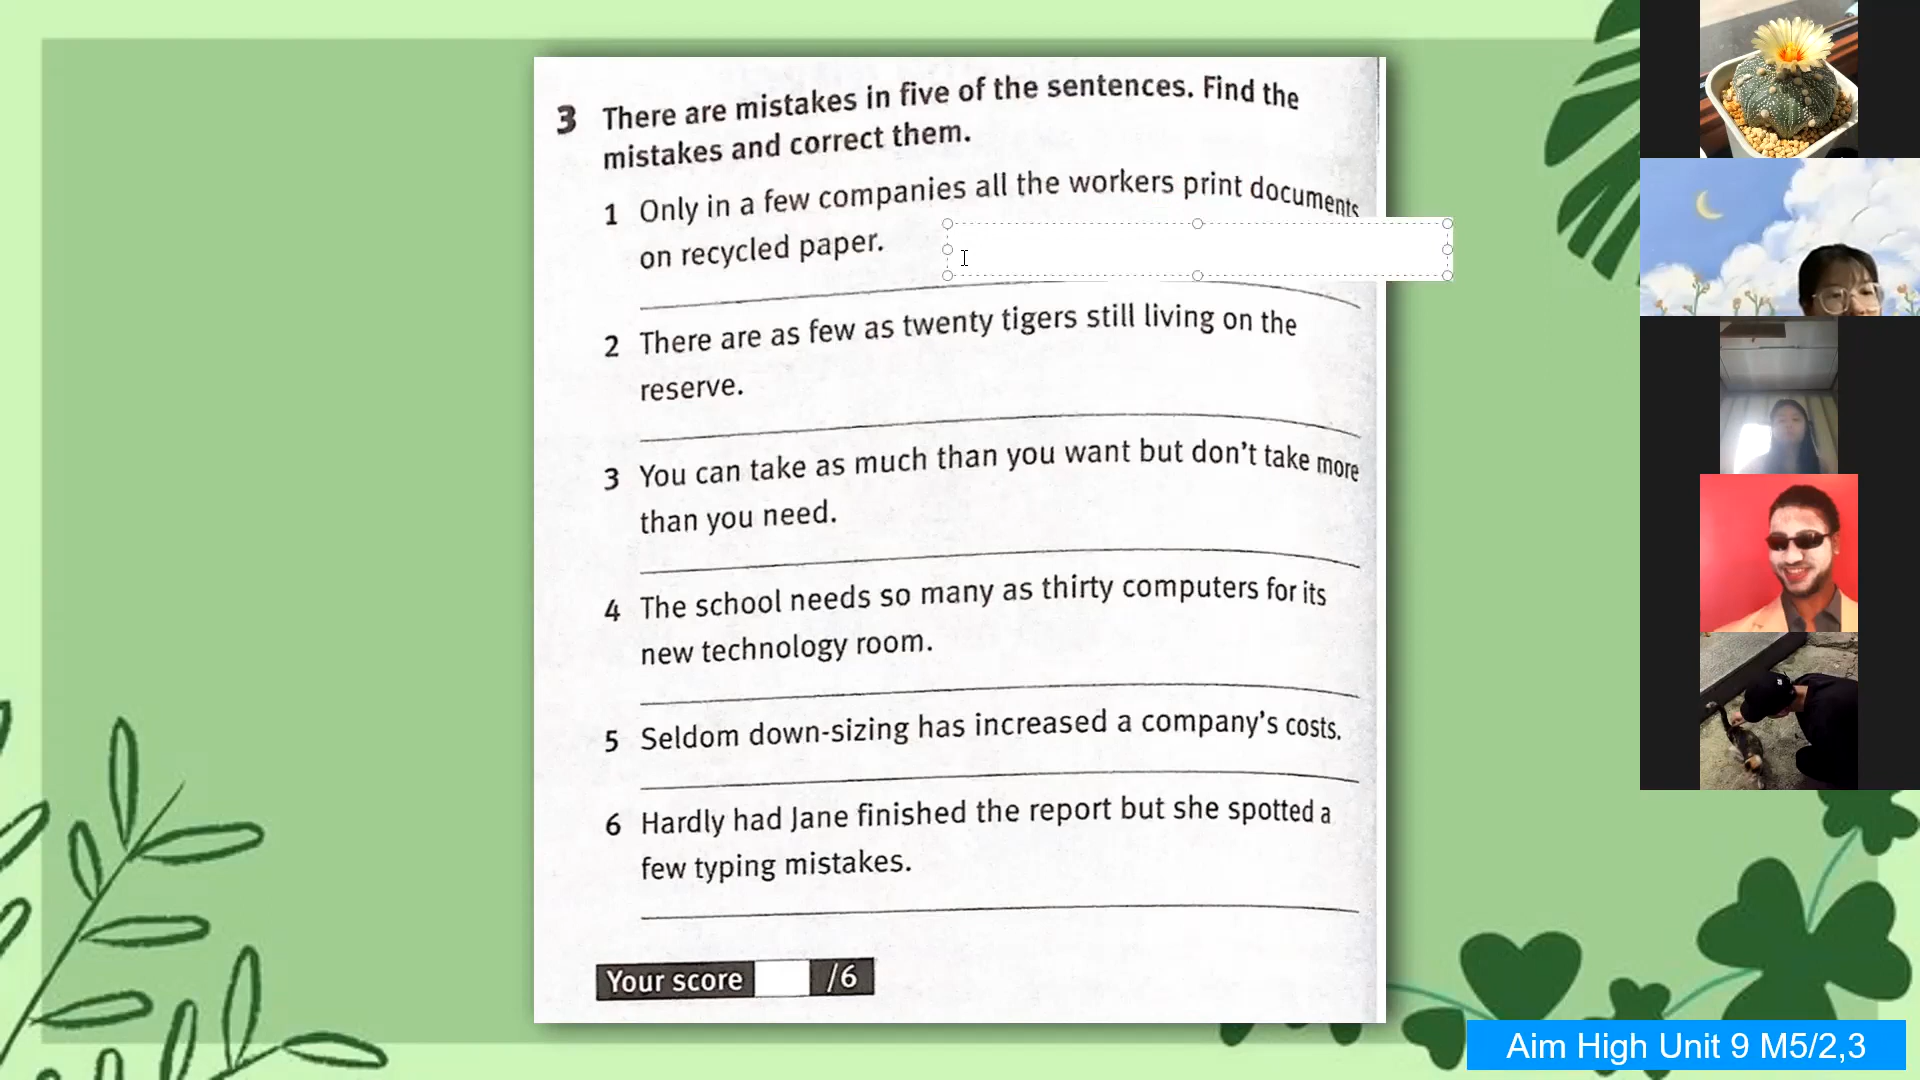 3 There are mistakes in five of the sentences. Find the
mistakes and correct them.
1 Only in a few companies all the workers print documents
on recycled paper.
2 There are as few as twenty tigers still living on the
reserve.
3 You can take as much than you want but don't take more
than you need.
4 The school needs so many as thirty computers for its
new technology room.
5 Seldom down-sizing has increased a company's costs.
6 Hardly had Jane finished the report but she spotted a
few typing mistakes.
Your score /6
Aim High Unit 9 M5/2,3